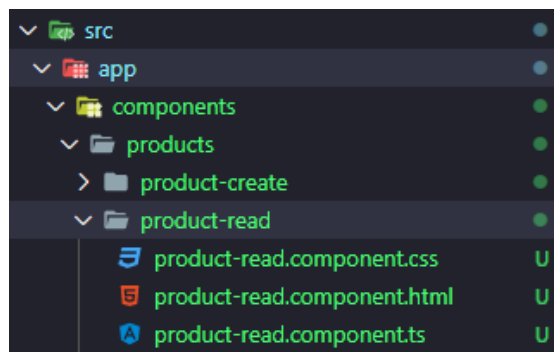 src
app
components
products
product-create
product-read
product-read.component.css U
product-read.component.html U
product-read.component.ts U